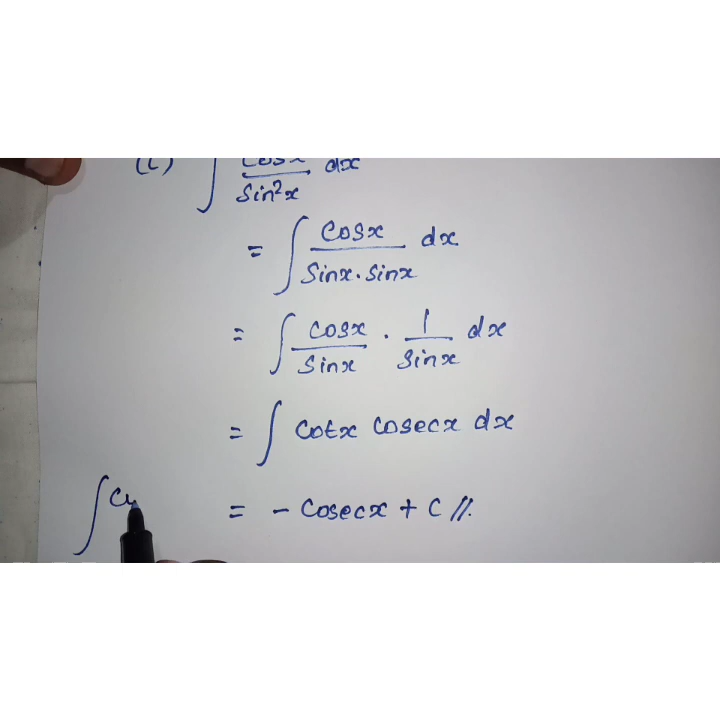 (i) ∫ Cosx / Sin²x dx
= ∫ Cosx / Sinx.Sinx dx
= ∫ Cosx / Sinx . 1 / Sinx dx
= ∫ Cotx Cosecx dx
∫ = - Cosecx + C //.